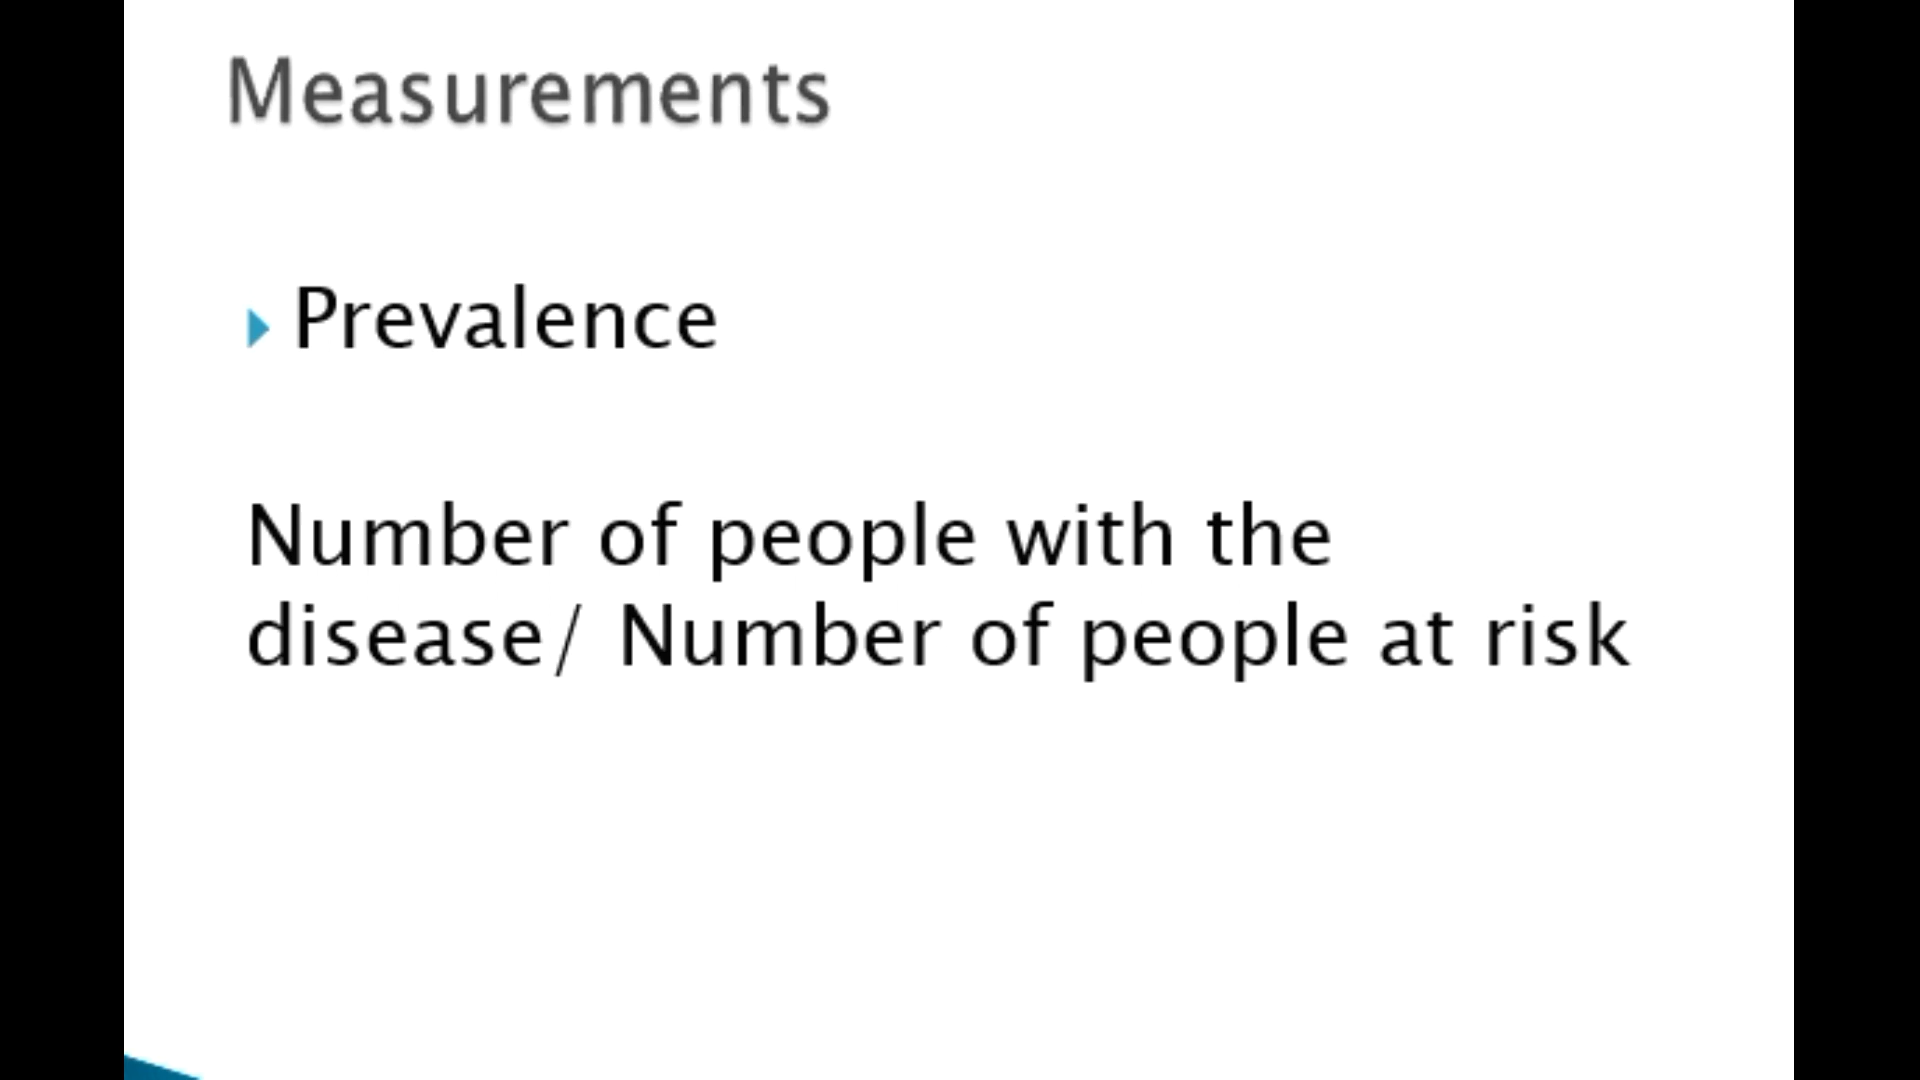 Measurements
Prevalence
Number of people with the
disease/ Number of people at risk